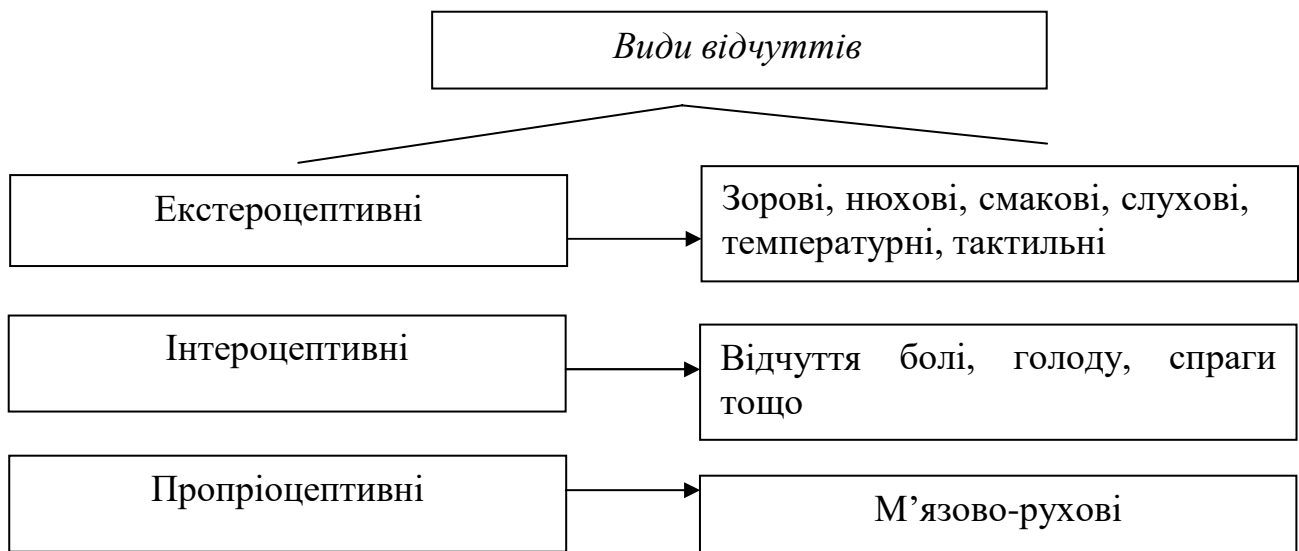 Види відчуттів
Екстероцептивні
Зорові, нюхові, смакові, слухові,
температурні, тактильні
Інтероцептивні
Відчуття болі, голоду, спраги
тощо
Пропріоцептивні
М’язово-рухові